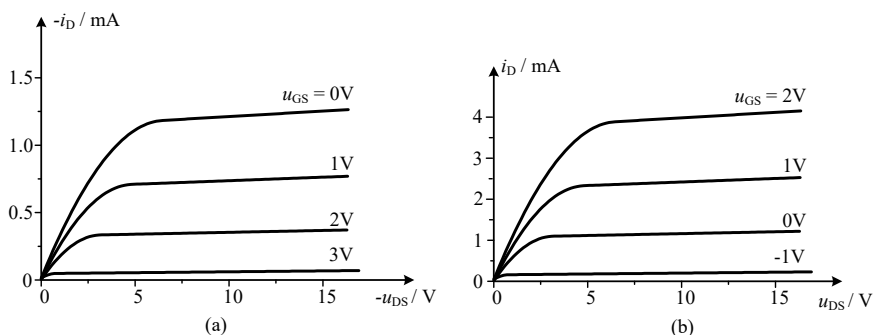 -iD / mA
1.5
1.0
0.5
0
uGS = 0V
1V
2V
3V
0
5
10
15
-uDS / V
(a)
iD / mA
4
3
2
1
0
uGS = 2V
1V
0V
-1V
0
5
10
15
uDS / V
(b)